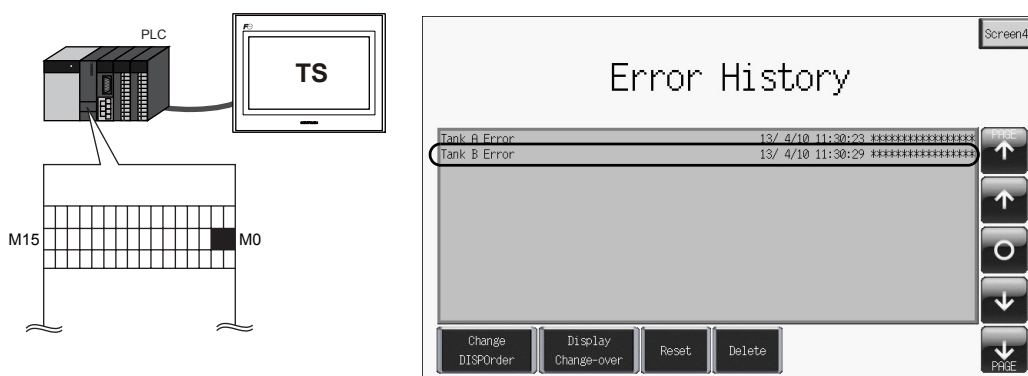 PLC
TS
M15
M0
Screen4
Error History
Tank A Error 13/ 4/10 11:30:23 *****************
Tank B Error 13/ 4/10 11:30:29 *****************
PAGE
Change
DISPOrder
Display
Change-over
Reset
Delete
PAGE